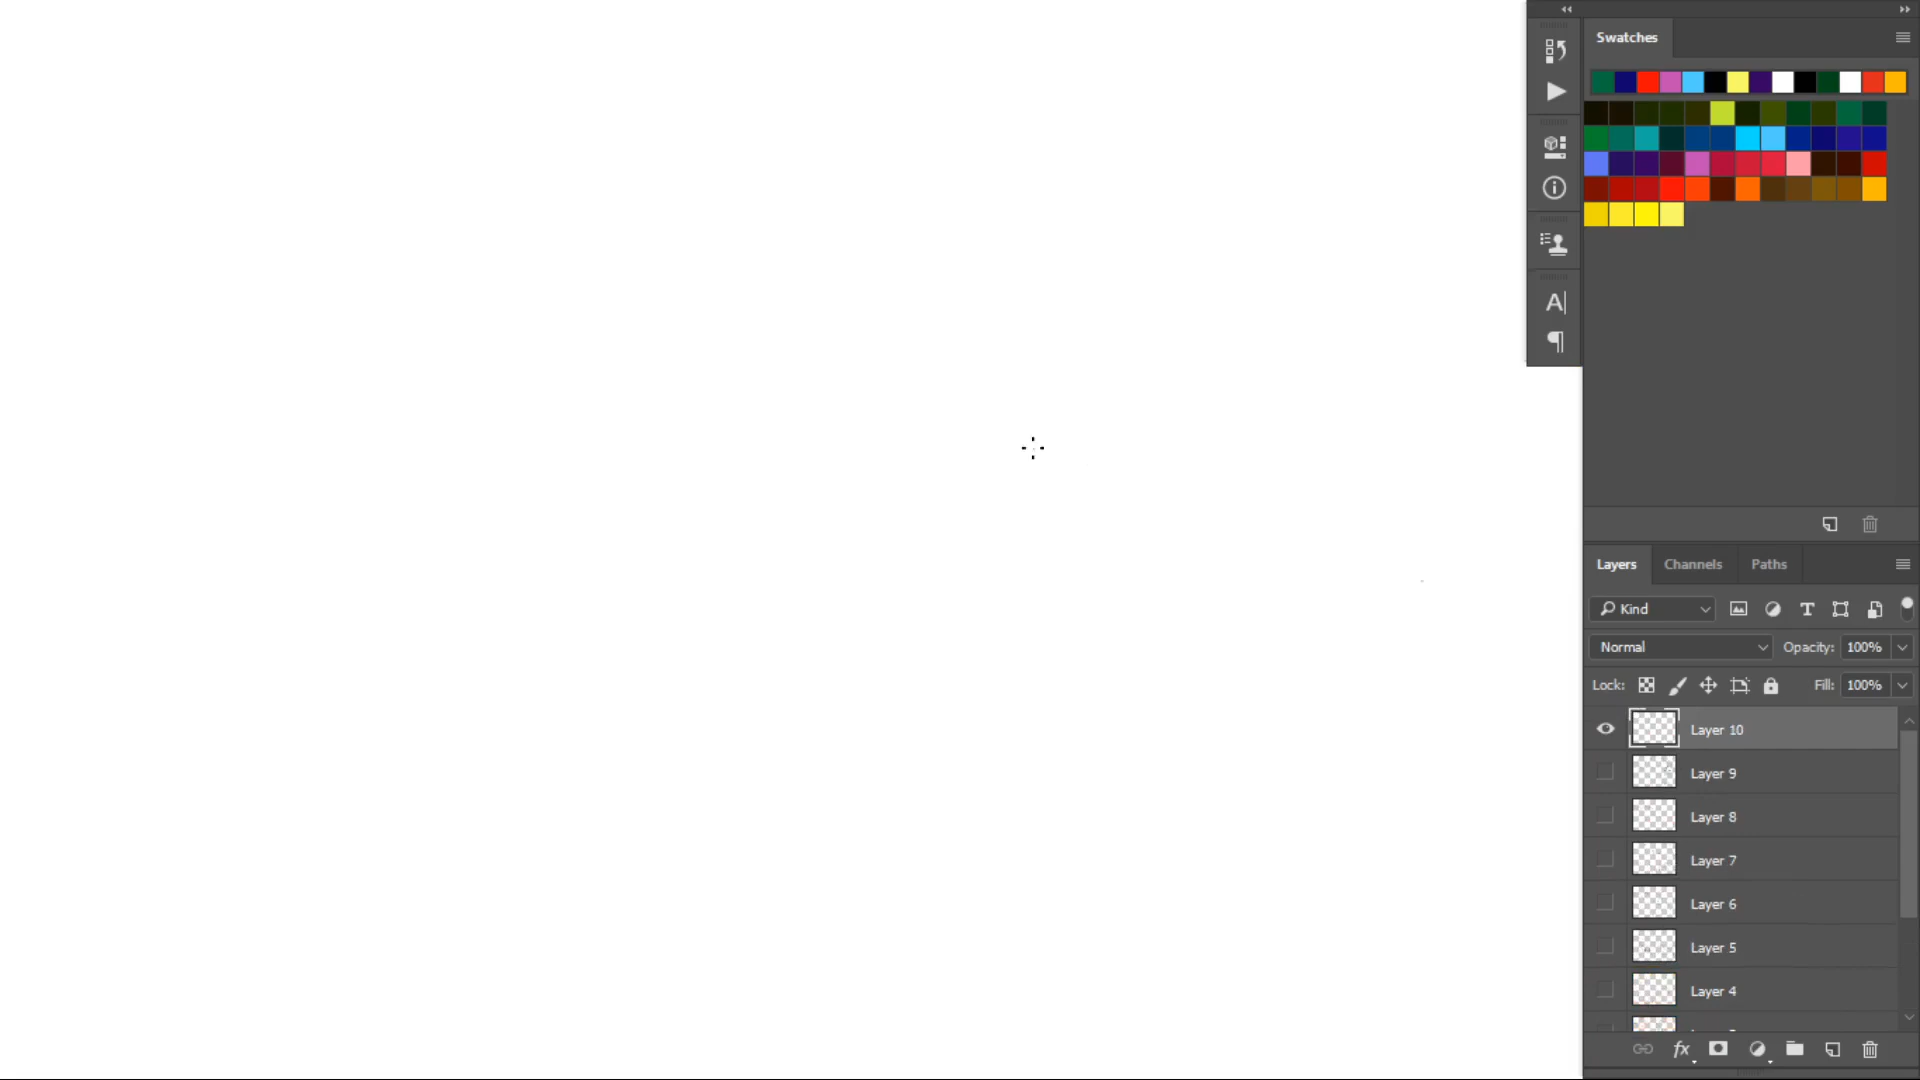 Swatches
Layers Channels Paths
Kind
Normal Opacity: 100%
Lock: Fill: 100%
Layer 10
Layer 9
Layer 8
Layer 7
Layer 6
Layer 5
Layer 4